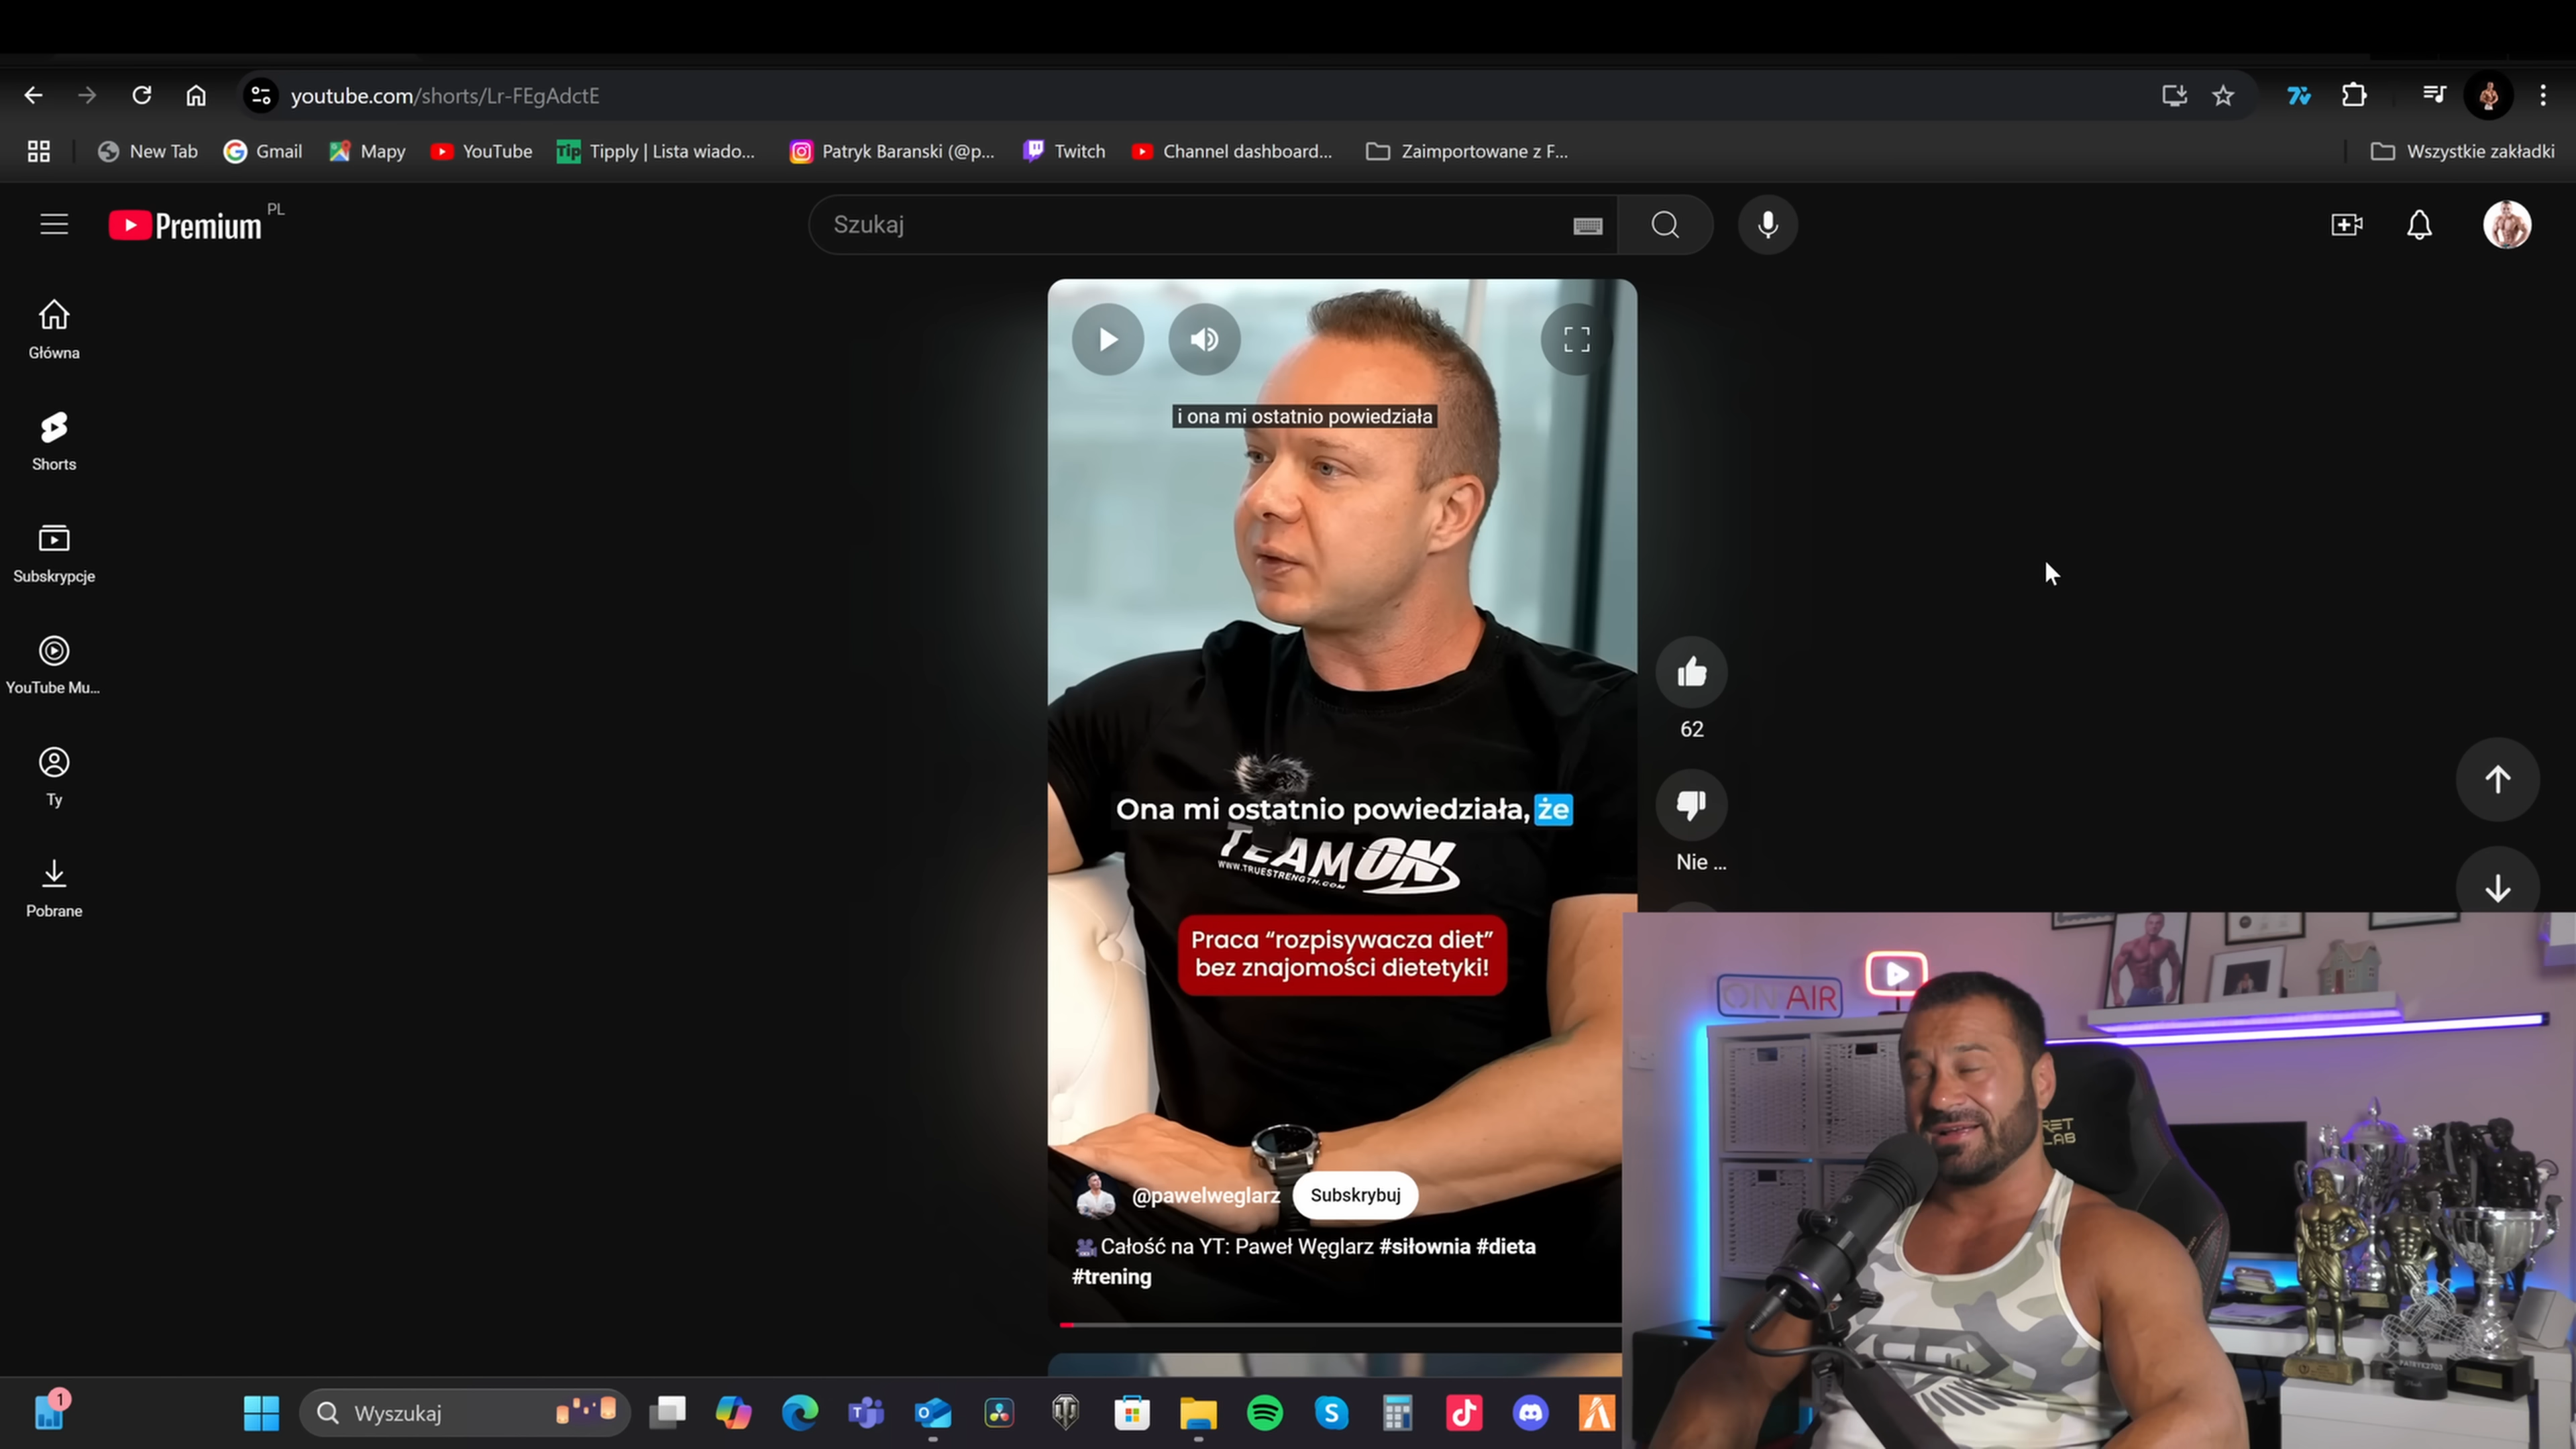 youtube.com/shorts/Lr-FEgAdctE
New Tab
Gmail
Mapy
YouTube
Tip
Tipply | Lista wiado...
Patryk Baranski (@p...
Twitch
Channel dashboard...
Zaimportowane z F...
Wszystkie zakładki
Premium PL
Szukaj
Główna
Shorts
Subskrypcje
YouTube Mu...
Ty
Pobrane
i ona mi ostatnio powiedziała
Ona mi ostatnio powiedziała, że
TEAM ON
WWW.TRUESTRENGTH.COM
Praca “rozpisywacza diet”
bez znajomości dietetyki!
@pawelweglarz
Subskrybuj
Całość na YT: Paweł Węglarz #siłownia #dieta
#trening
62
Nie ...
ON AIR
1
Wyszukaj